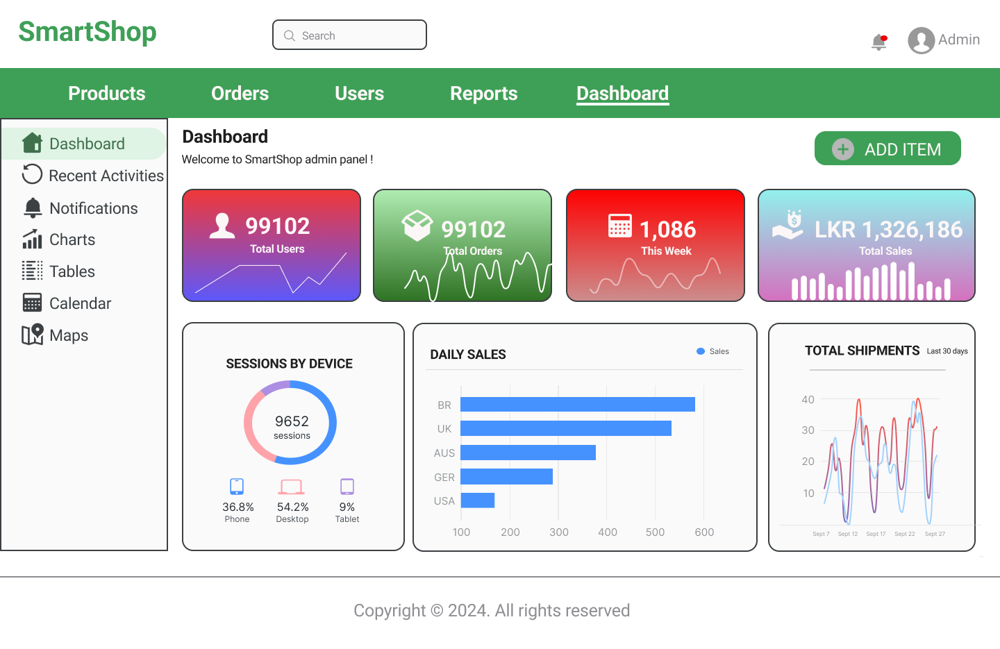 SmartShop
Search
Admin
Products Orders Users Reports Dashboard
Dashboard
Recent Activities
Notifications
Charts
Tables
Calendar
Maps
Dashboard
Welcome to SmartShop admin panel !
ADD ITEM
99102
Total Users
99102
Total Orders
1,086
This Week
LKR 1,326,186
Total Sales
SESSIONS BY DEVICE
9652
sessions
36.8% 54.2% 9%
Phone Desktop Tablet
DAILY SALES
Sales
BR
UK
AUS
GER
USA
100 200 300 400 500 600
TOTAL SHIPMENTS Last 30 days
40
30
20
10
Sept 7 Sept 12 Sept 17 Sept 22 Sept 27
Copyright © 2024. All rights reserved